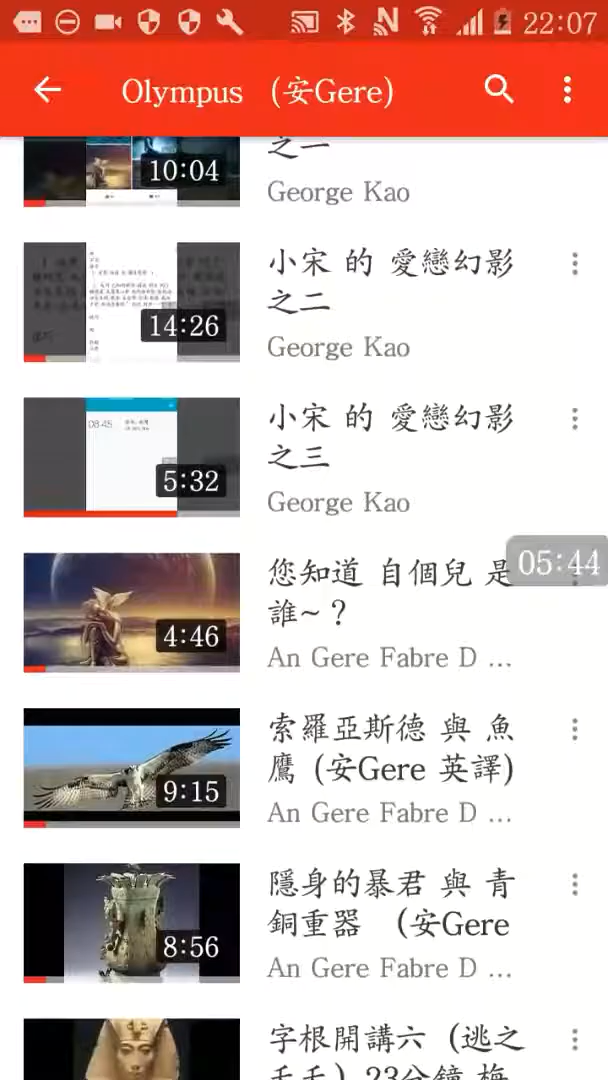 22:07
Olympus （安Gere）
之一
10:04
George Kao
小宋 的 愛戀幻影
之二
14:26
George Kao
小宋 的 愛戀幻影
之三
08:45
5:32
George Kao
05:44
您知道 自個兒 是
誰~？
4:46
An Gere Fabre D ...
索羅亞斯德 與 魚
鷹 (安Gere 英譯)
9:15
An Gere Fabre D ...
隱身的暴君 與 青
銅重器 （安Gere
8:56
An Gere Fabre D ...
字根開講六（逃之